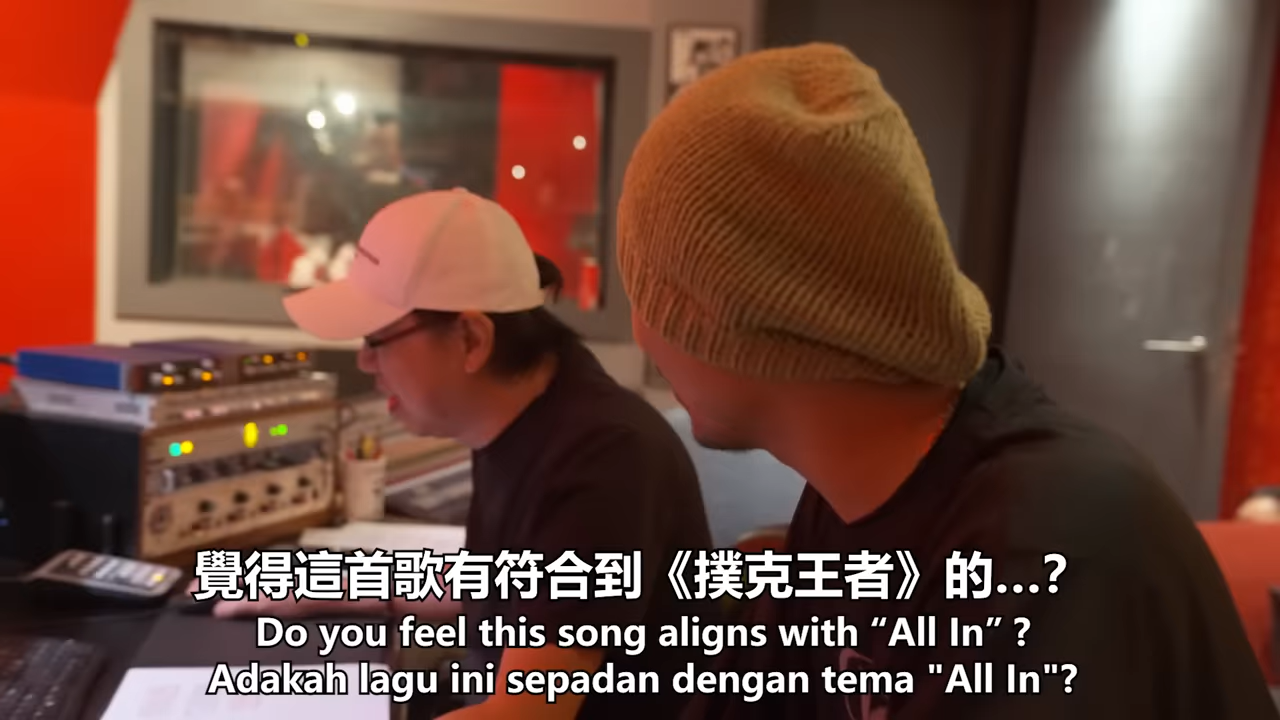 覺得這首歌有符合到《撲克王者》的...？
Do you feel this song aligns with “All In” ?
Adakah lagu ini sepadan dengan tema "All In"?